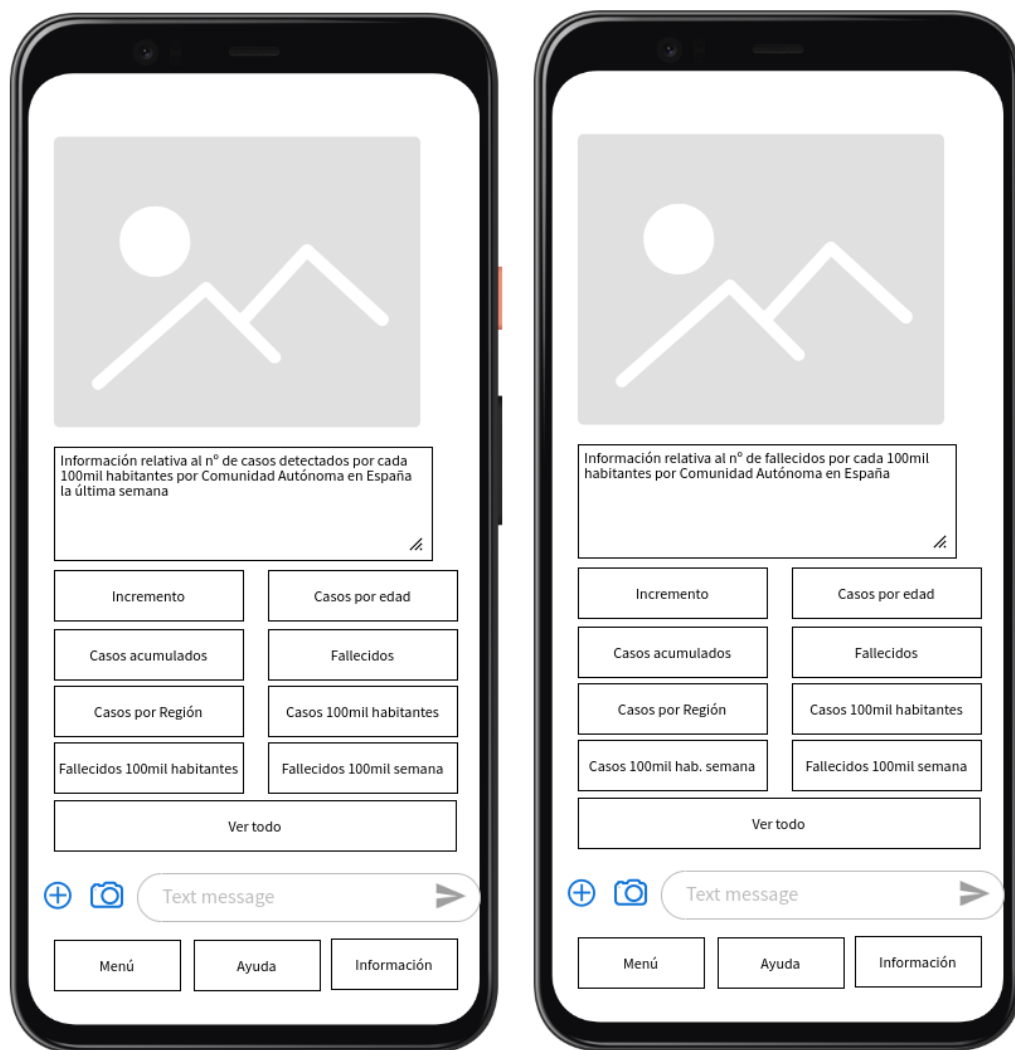 Información relativa al nº de casos detectados por cada
100mil habitantes por Comunidad Autónoma en España
la última semana
Incremento
Casos por edad
Casos acumulados
Fallecidos
Casos por Región
Casos 100mil habitantes
Fallecidos 100mil habitantes
Fallecidos 100mil semana
Ver todo
Text message
Menú
Ayuda
Información
Información relativa al nº de fallecidos por cada 100mil
habitantes por Comunidad Autónoma en España
Incremento
Casos por edad
Casos acumulados
Fallecidos
Casos por Región
Casos 100mil habitantes
Casos 100mil hab. semana
Fallecidos 100mil semana
Ver todo
Text message
Menú
Ayuda
Información